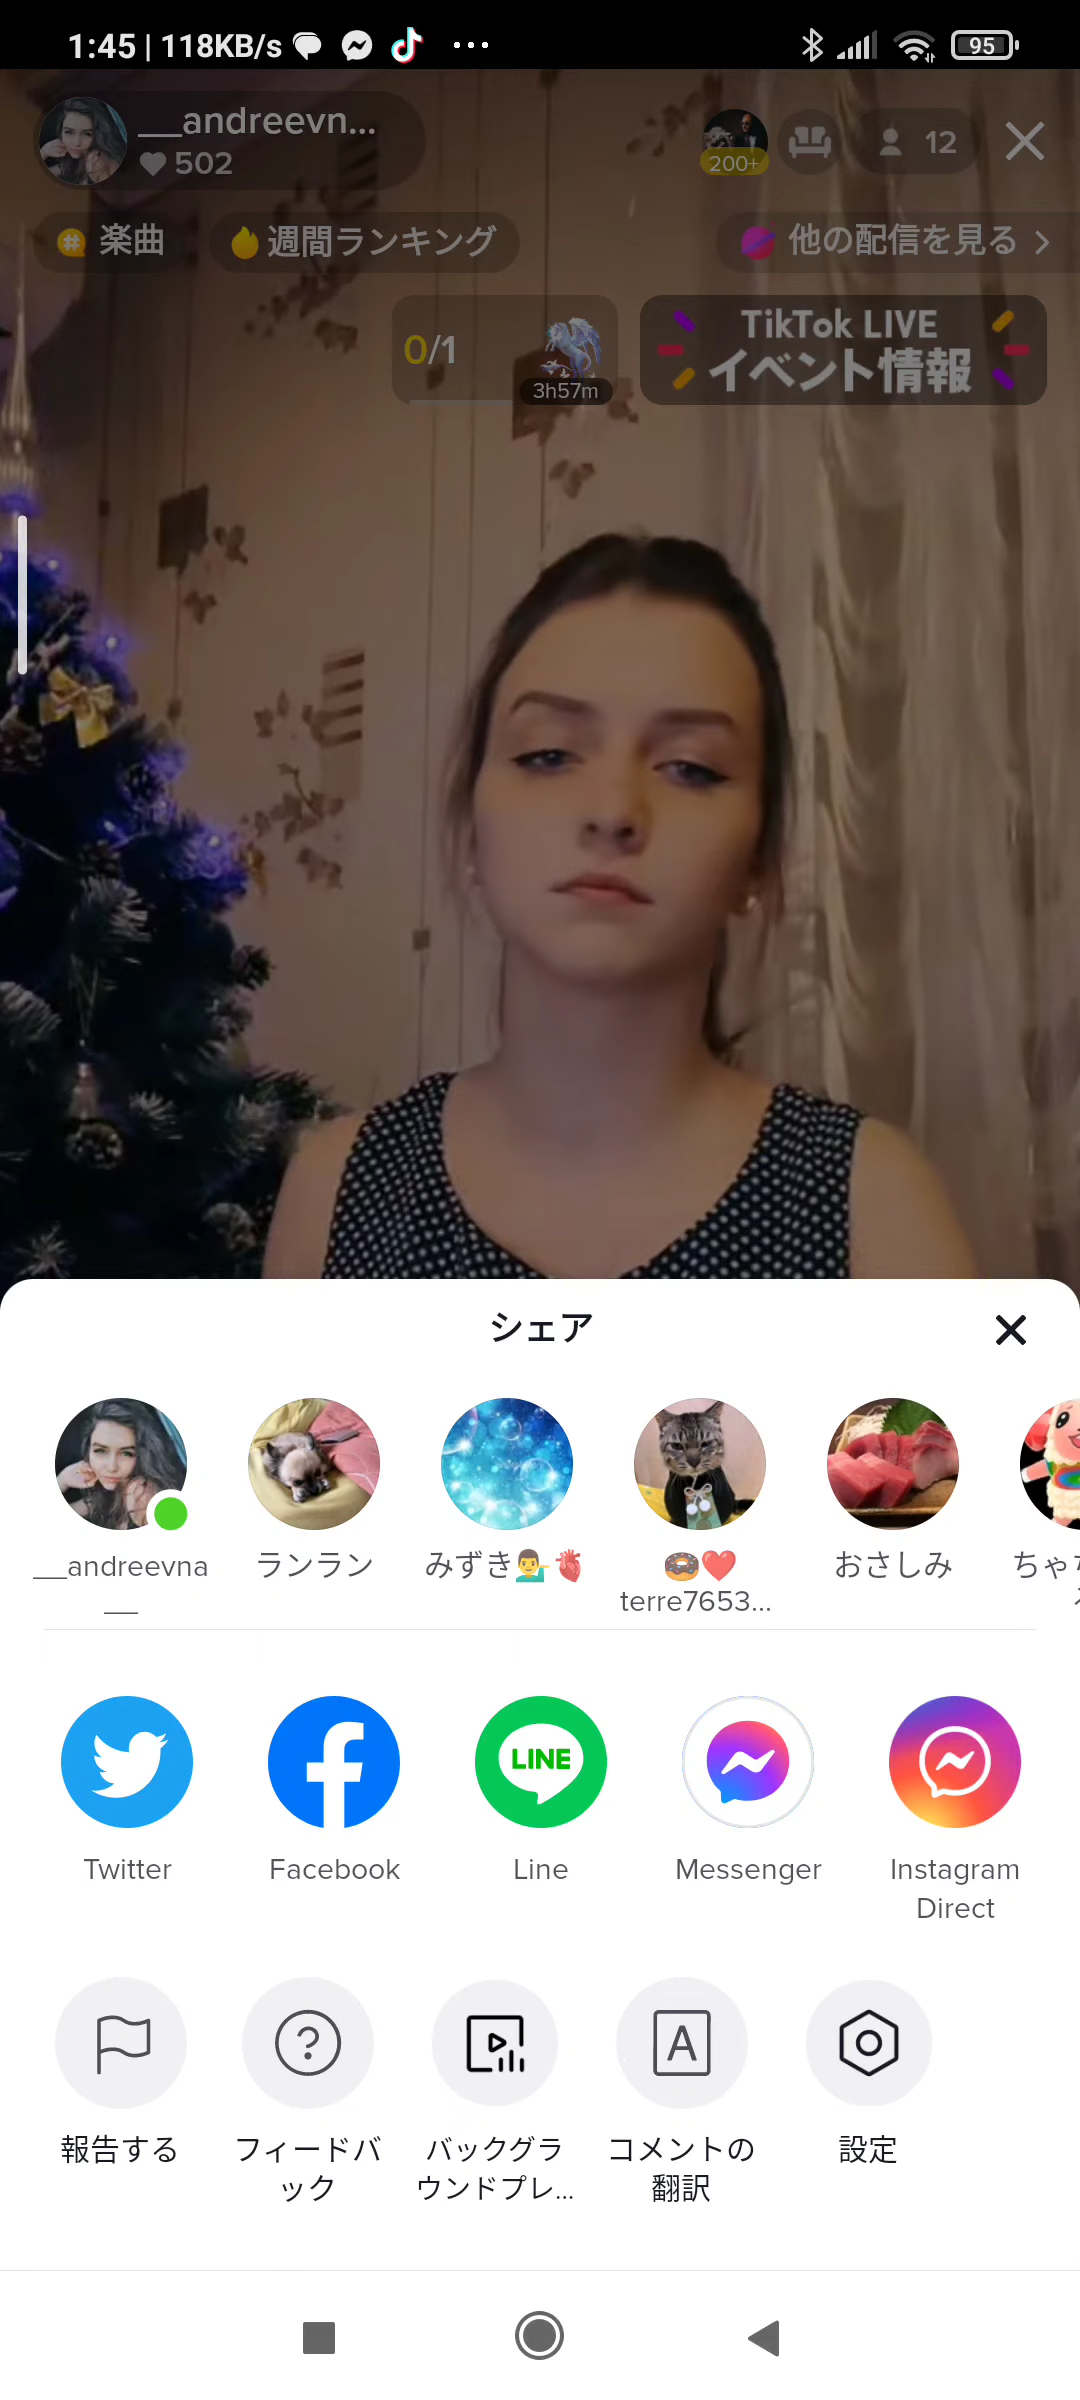 1:45 | 118KB/s
95
__andreevn...
502
200+
12
楽曲
週間ランキング
他の配信を見る
0/1
3h57m
TikTok LIVE
イベント情報
シェア
__andreevna
__
ランラン
みずき💁‍♂️🫀
🍩❤️
terre7653...
おさしみ
ちゃ
LINE
Twitter
Facebook
Line
Messenger
Instagram
Direct
A
報告する
フィードバ
ック
バックグラ
ウンドプレ...
コメントの
翻訳
設定